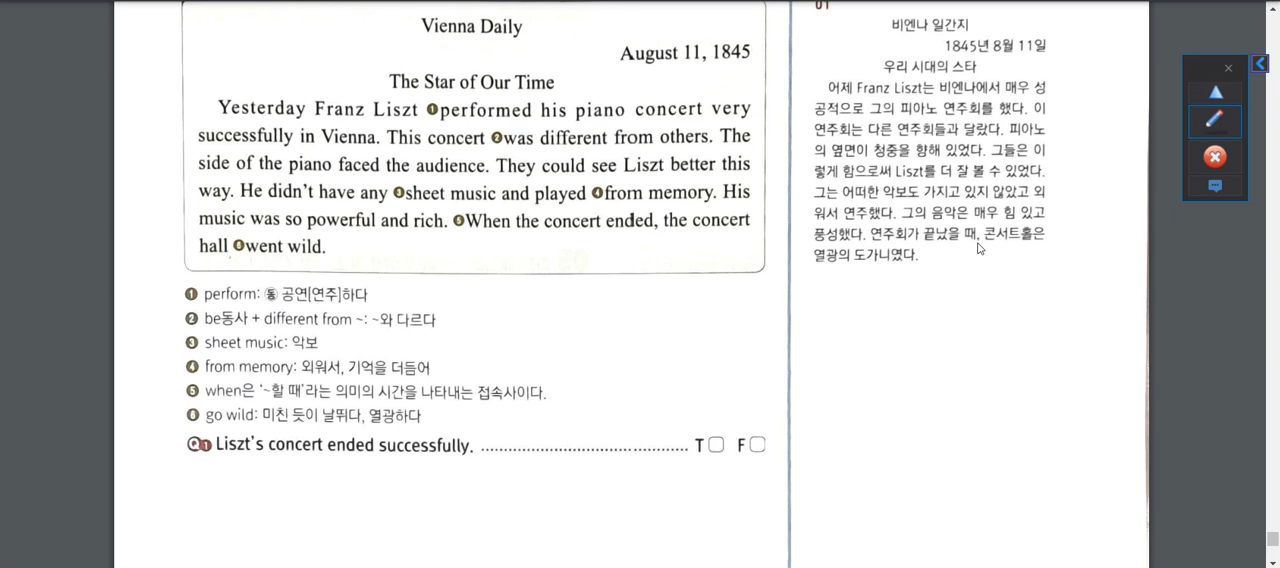 Vienna Daily
August 11, 1845
The Star of Our Time
Yesterday Franz Liszt ❶performed his piano concert very
successfully in Vienna. This concert ❷was different from others. The
side of the piano faced the audience. They could see Liszt better this
way. He didn't have any ❸sheet music and played ❹from memory. His
music was so powerful and rich. ❺When the concert ended, the concert
hall ❻went wild.
❶ perform: ㊌ 공연[연주]하다
❷ be동사 + different from ~: ~와 다르다
❸ sheet music: 악보
❹ from memory: 외워서, 기억을 더듬어
❺ when은 '~할 때'라는 의미의 시간을 나타내는 접속사이다.
❻ go wild: 미친 듯이 날뛰다, 열광하다
Q1 Liszt's concert ended successfully. ........................................ T F
01
비엔나 일간지
1845년 8월 11일
우리 시대의 스타
어제 Franz Liszt는 비엔나에서 매우 성
공적으로 그의 피아노 연주회를 했다. 이
연주회는 다른 연주회들과 달랐다. 피아노
의 옆면이 청중을 향해 있었다. 그들은 이
렇게 함으로써 Liszt를 더 잘 볼 수 있었다.
그는 어떠한 악보도 가지고 있지 않았고 외
워서 연주했다. 그의 음악은 매우 힘 있고
풍성했다. 연주회가 끝났을 때, 콘서트홀은
열광의 도가니였다.